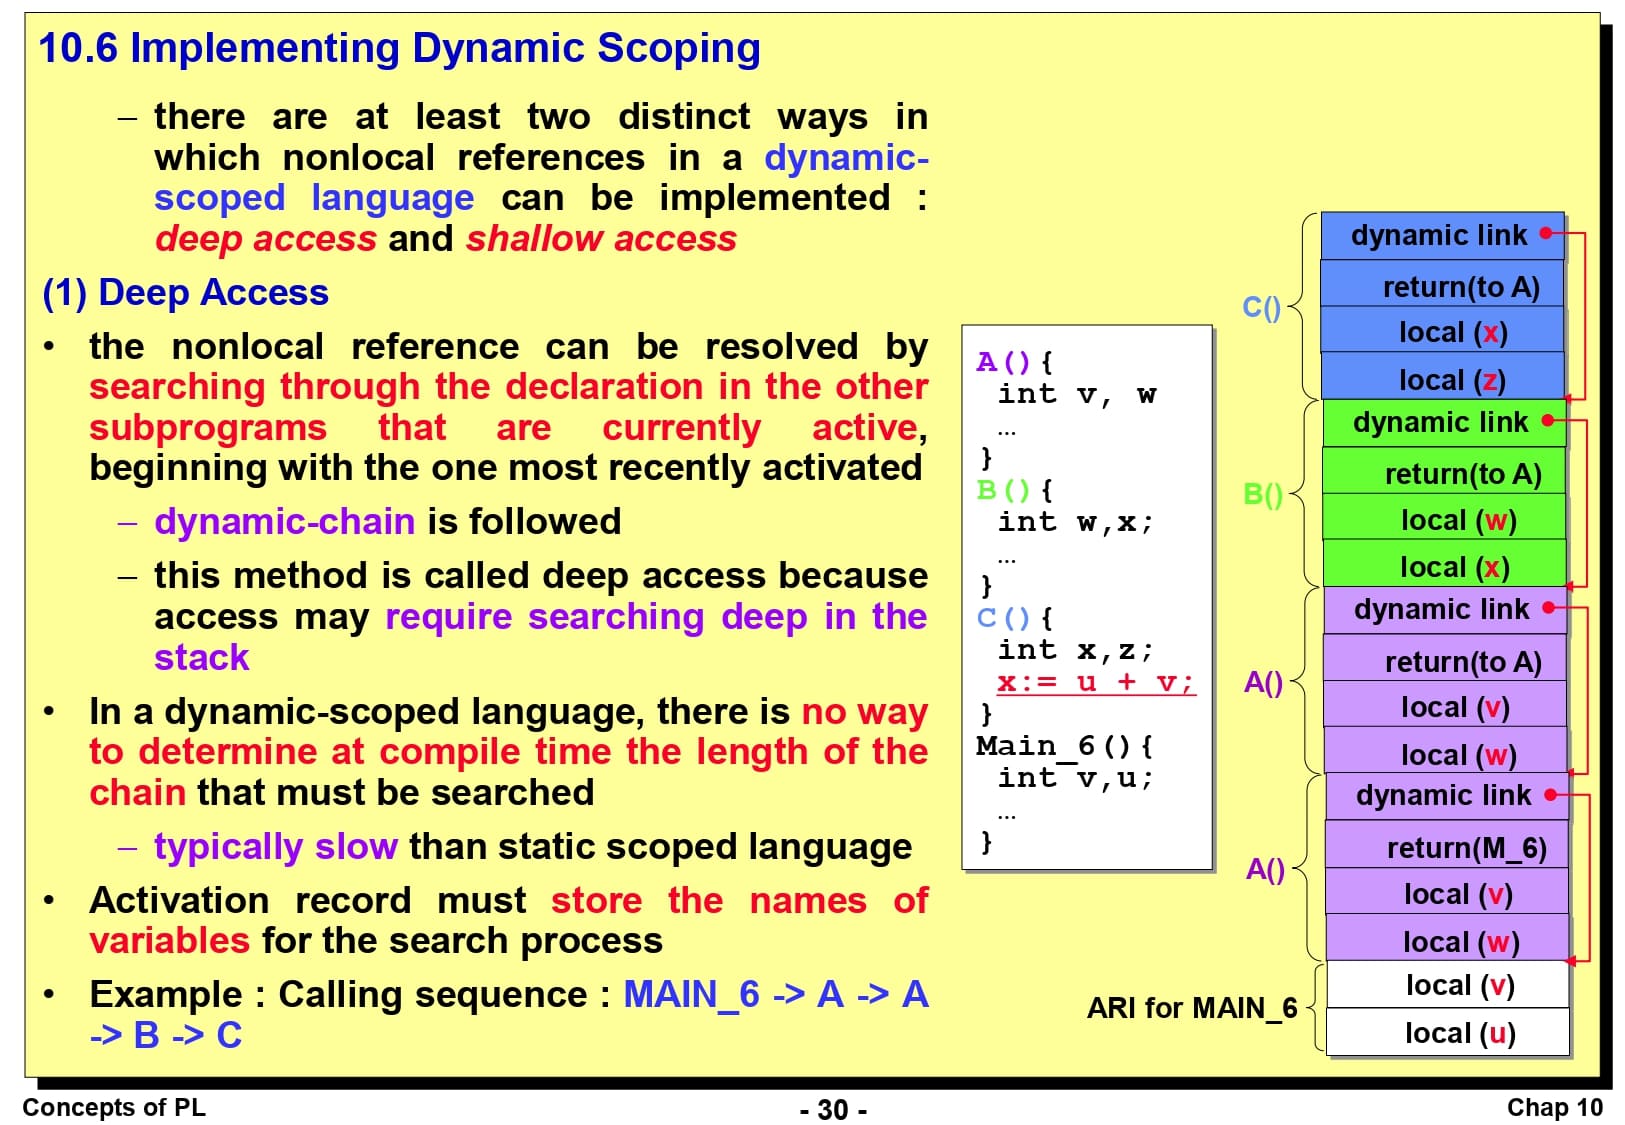 10.6 Implementing Dynamic Scoping
– there are at least two distinct ways in
which nonlocal references in a dynamic-
scoped language can be implemented :
deep access and shallow access
(1) Deep Access
• the nonlocal reference can be resolved by
searching through the declaration in the other
subprograms that are currently active,
beginning with the one most recently activated
– dynamic-chain is followed
– this method is called deep access because
access may require searching deep in the
stack
• In a dynamic-scoped language, there is no way
to determine at compile time the length of the
chain that must be searched
– typically slow than static scoped language
• Activation record must store the names of
variables for the search process
• Example : Calling sequence : MAIN_6 -> A -> A
-> B -> C
A(){
int v, w
...
}
B(){
int w,x;
...
}
C(){
int x,z;
x:= u + v;
}
Main_6(){
int v,u;
...
}
C()
dynamic link
return(to A)
local (x)
local (z)
B()
dynamic link
return(to A)
local (w)
local (x)
A()
dynamic link
return(to A)
local (v)
local (w)
A()
dynamic link
return(M_6)
local (v)
local (w)
ARI for MAIN_6
local (v)
local (u)
Concepts of PL
- 30 -
Chap 10